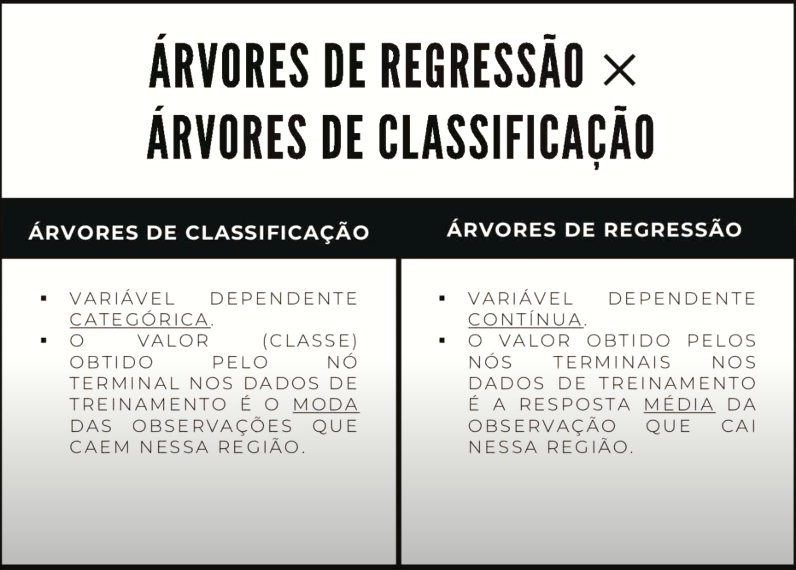 ÁRVORES DE REGRESSÃO ×
ÁRVORES DE CLASSIFICAÇÃO
ÁRVORES DE CLASSIFICAÇÃO
▪ VARIÁVEL DEPENDENTE
CATEGÓRICA.
▪ O VALOR (CLASSE)
OBTIDO PELO NÓ
TERMINAL NOS DADOS DE
TREINAMENTO É O MODA
DAS OBSERVAÇÕES QUE
CAEM NESSA REGIÃO.
ÁRVORES DE REGRESSÃO
▪ VARIÁVEL DEPENDENTE
CONTÍNUA.
▪ O VALOR OBTIDO PELOS
NÓS TERMINAIS NOS
DADOS DE TREINAMENTO
É A RESPOSTA MÉDIA DA
OBSERVAÇÃO QUE CAI
NESSA REGIÃO.